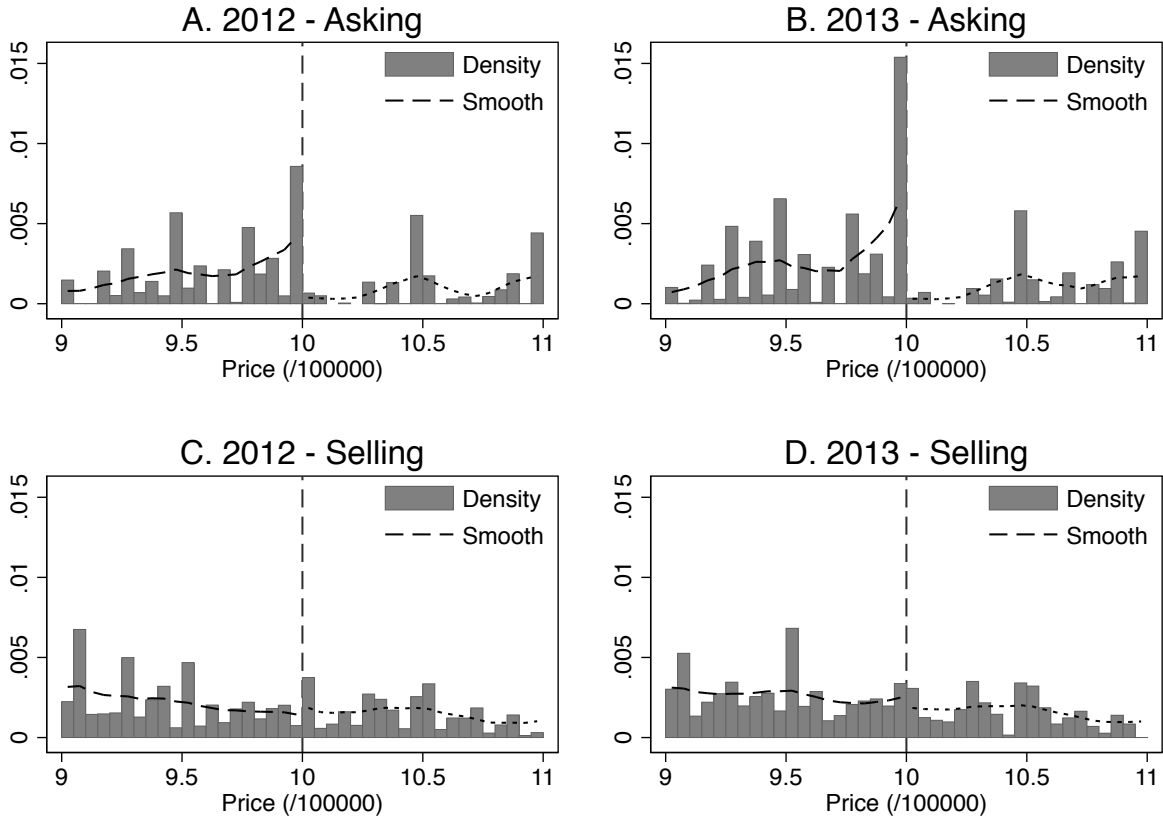 A. 2012 - Asking
.015
.01
.005
0
Density
Smooth
9 9.5 10 10.5 11
Price (/100000)
B. 2013 - Asking
.015
.01
.005
0
Density
Smooth
9 9.5 10 10.5 11
Price (/100000)
C. 2012 - Selling
.015
.01
.005
0
Density
Smooth
9 9.5 10 10.5 11
Price (/100000)
D. 2013 - Selling
.015
.01
.005
0
Density
Smooth
9 9.5 10 10.5 11
Price (/100000)